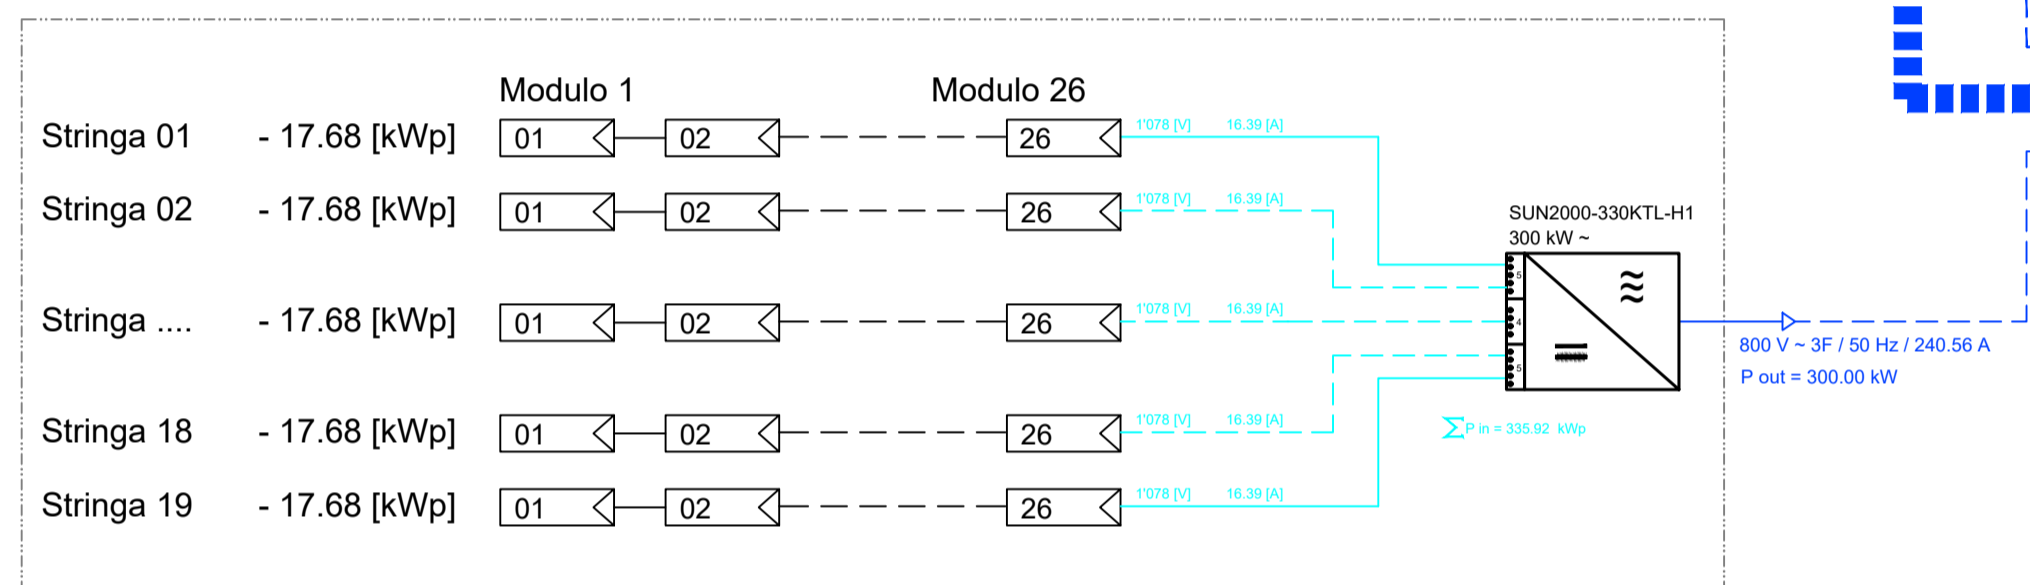 Modulo 1 Modulo 26
Stringa 01 - 17.68 [kWp] 01 02 26 1'078 [V] 16.39 [A]
Stringa 02 - 17.68 [kWp] 01 02 26 1'078 [V] 16.39 [A]
SUN2000-330KTL-H1
300 kW ~
5
Stringa .... - 17.68 [kWp] 01 02 26 1'078 [V] 16.39 [A]
4
800 V ~ 3F / 50 Hz / 240.56 A
5
P out = 300.00 kW
Stringa 18 - 17.68 [kWp] 01 02 26 1'078 [V] 16.39 [A]
∑P in = 335.92 kWp
Stringa 19 - 17.68 [kWp] 01 02 26 1'078 [V] 16.39 [A]